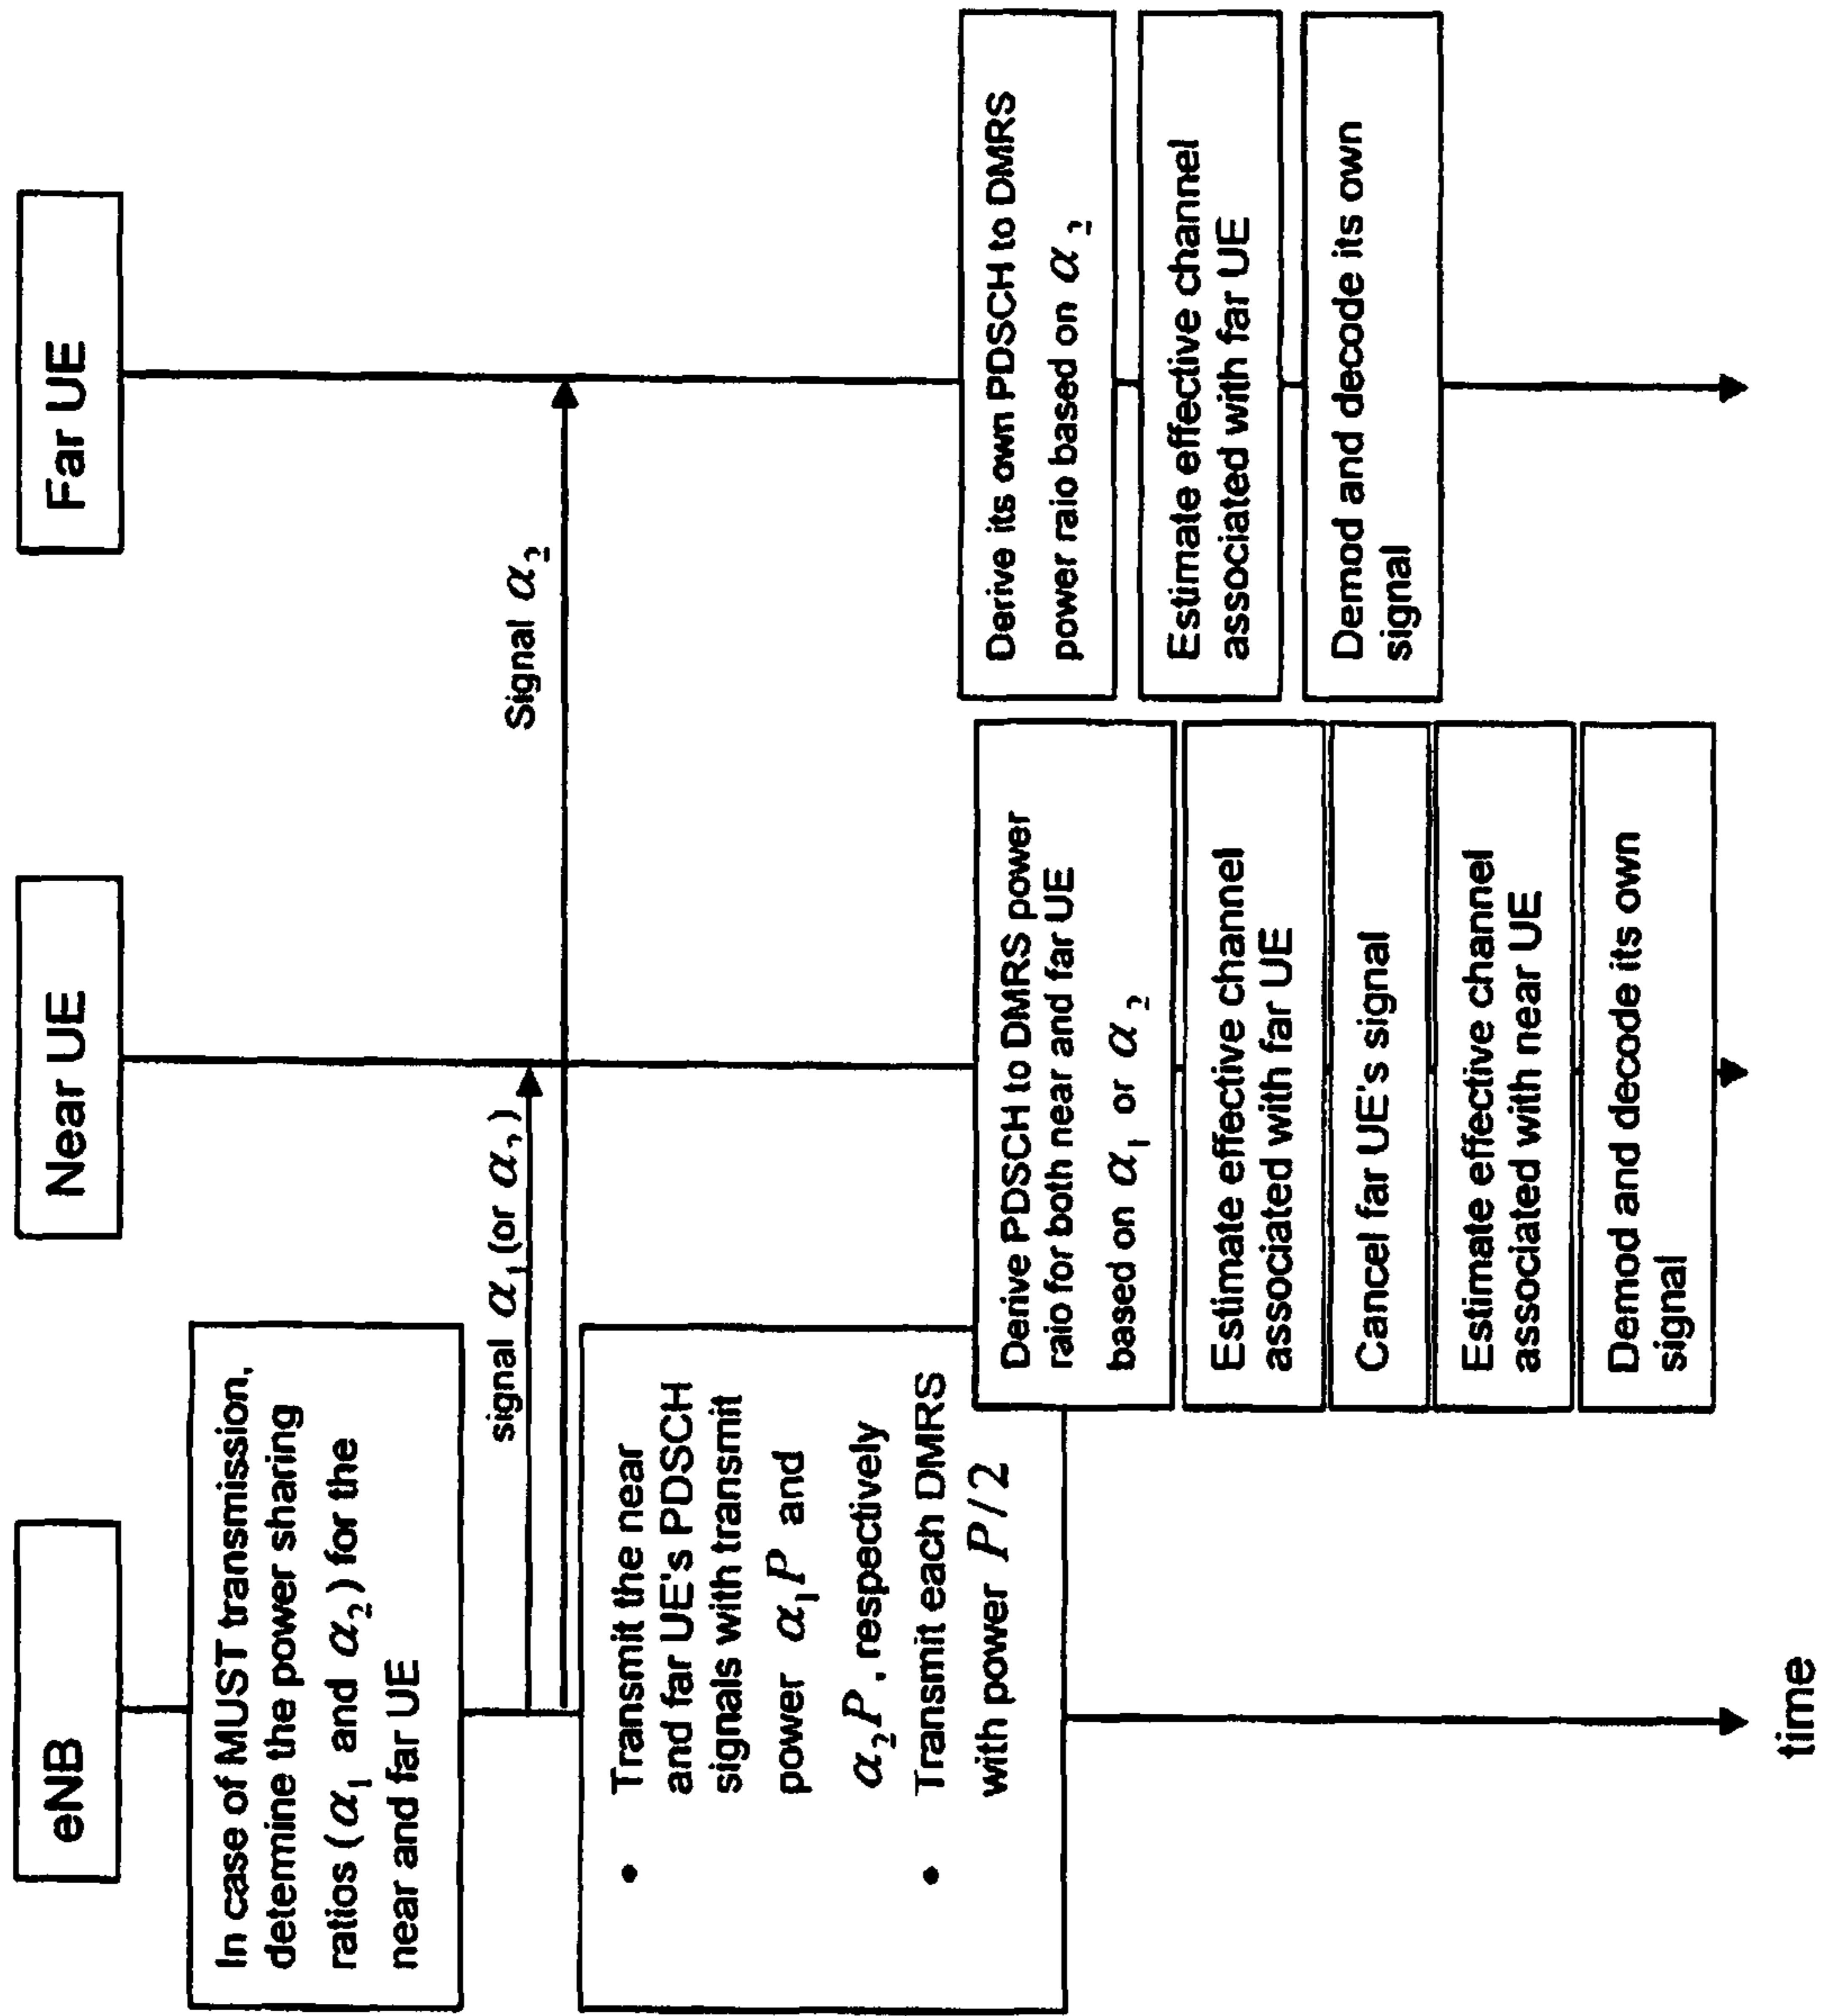 eNB
Near UE
Far UE
In case of MUST transmission,
determine the power sharing
ratios (α₁ and α₂) for the
near and far UE
signal α₁ (or α₂)
Signal α₂
• Transmit the near
and far UE's PDSCH
signals with transmit
power α₁P and
α₂P, respectively
• Transmit each DMRS
with power P/2
Derive PDSCH to DMRS power
raio for both near and far UE
based on α₁ or α₂
Estimate effective channel
associated with far UE
Cancel far UE's signal
Estimate effective channel
associated with near UE
Demod and decode its own
signal
Derive its own PDSCH to DMRS
power raio based on α₂
Estimate effective channel
associated with far UE
Demod and decode its own
signal
time